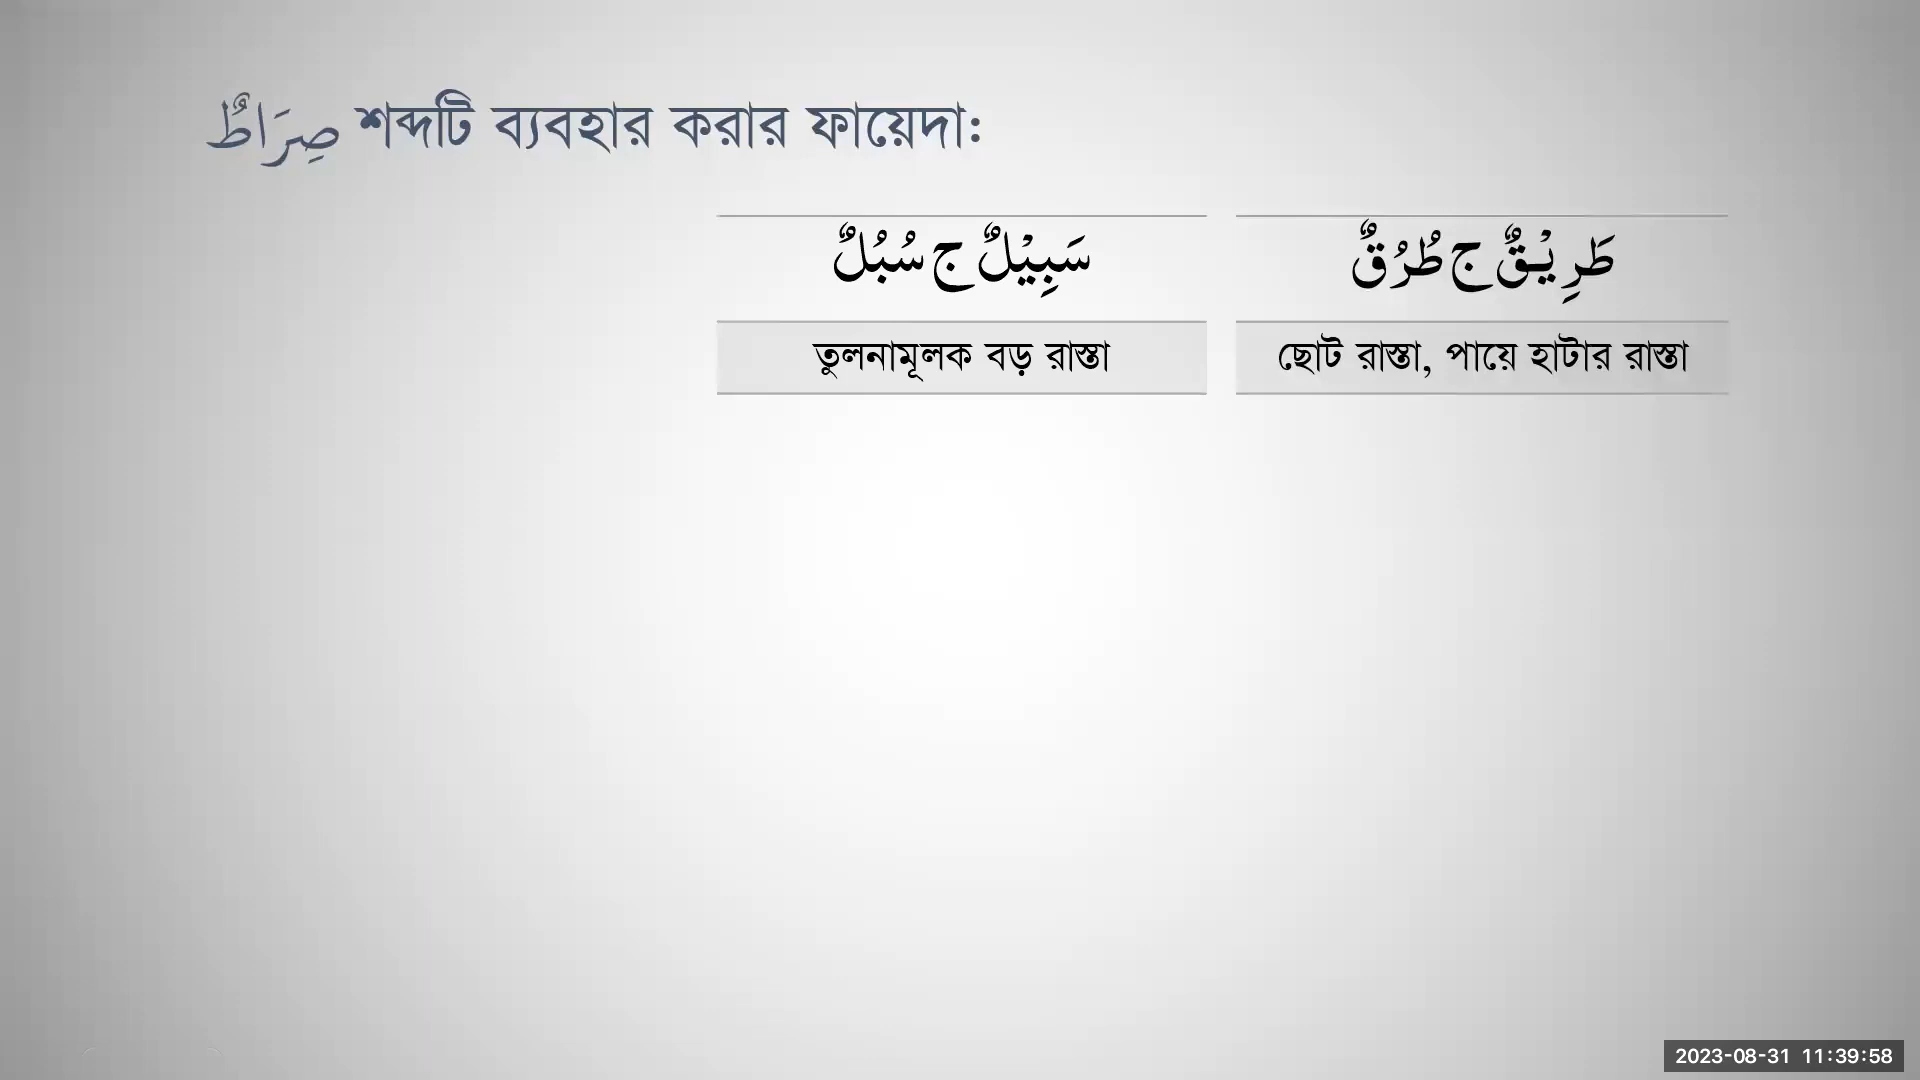 صِرَاطٌ শব্দটি ব্যবহার করার ফায়েদা:
طَرِيْقٌ ج طُرُقٌ
ছোট রাস্তা, পায়ে হাটার রাস্তা
سَبِيْلٌ ج سُبُلٌ
তুলনামূলক বড় রাস্তা
2023-08-31 11:39:58